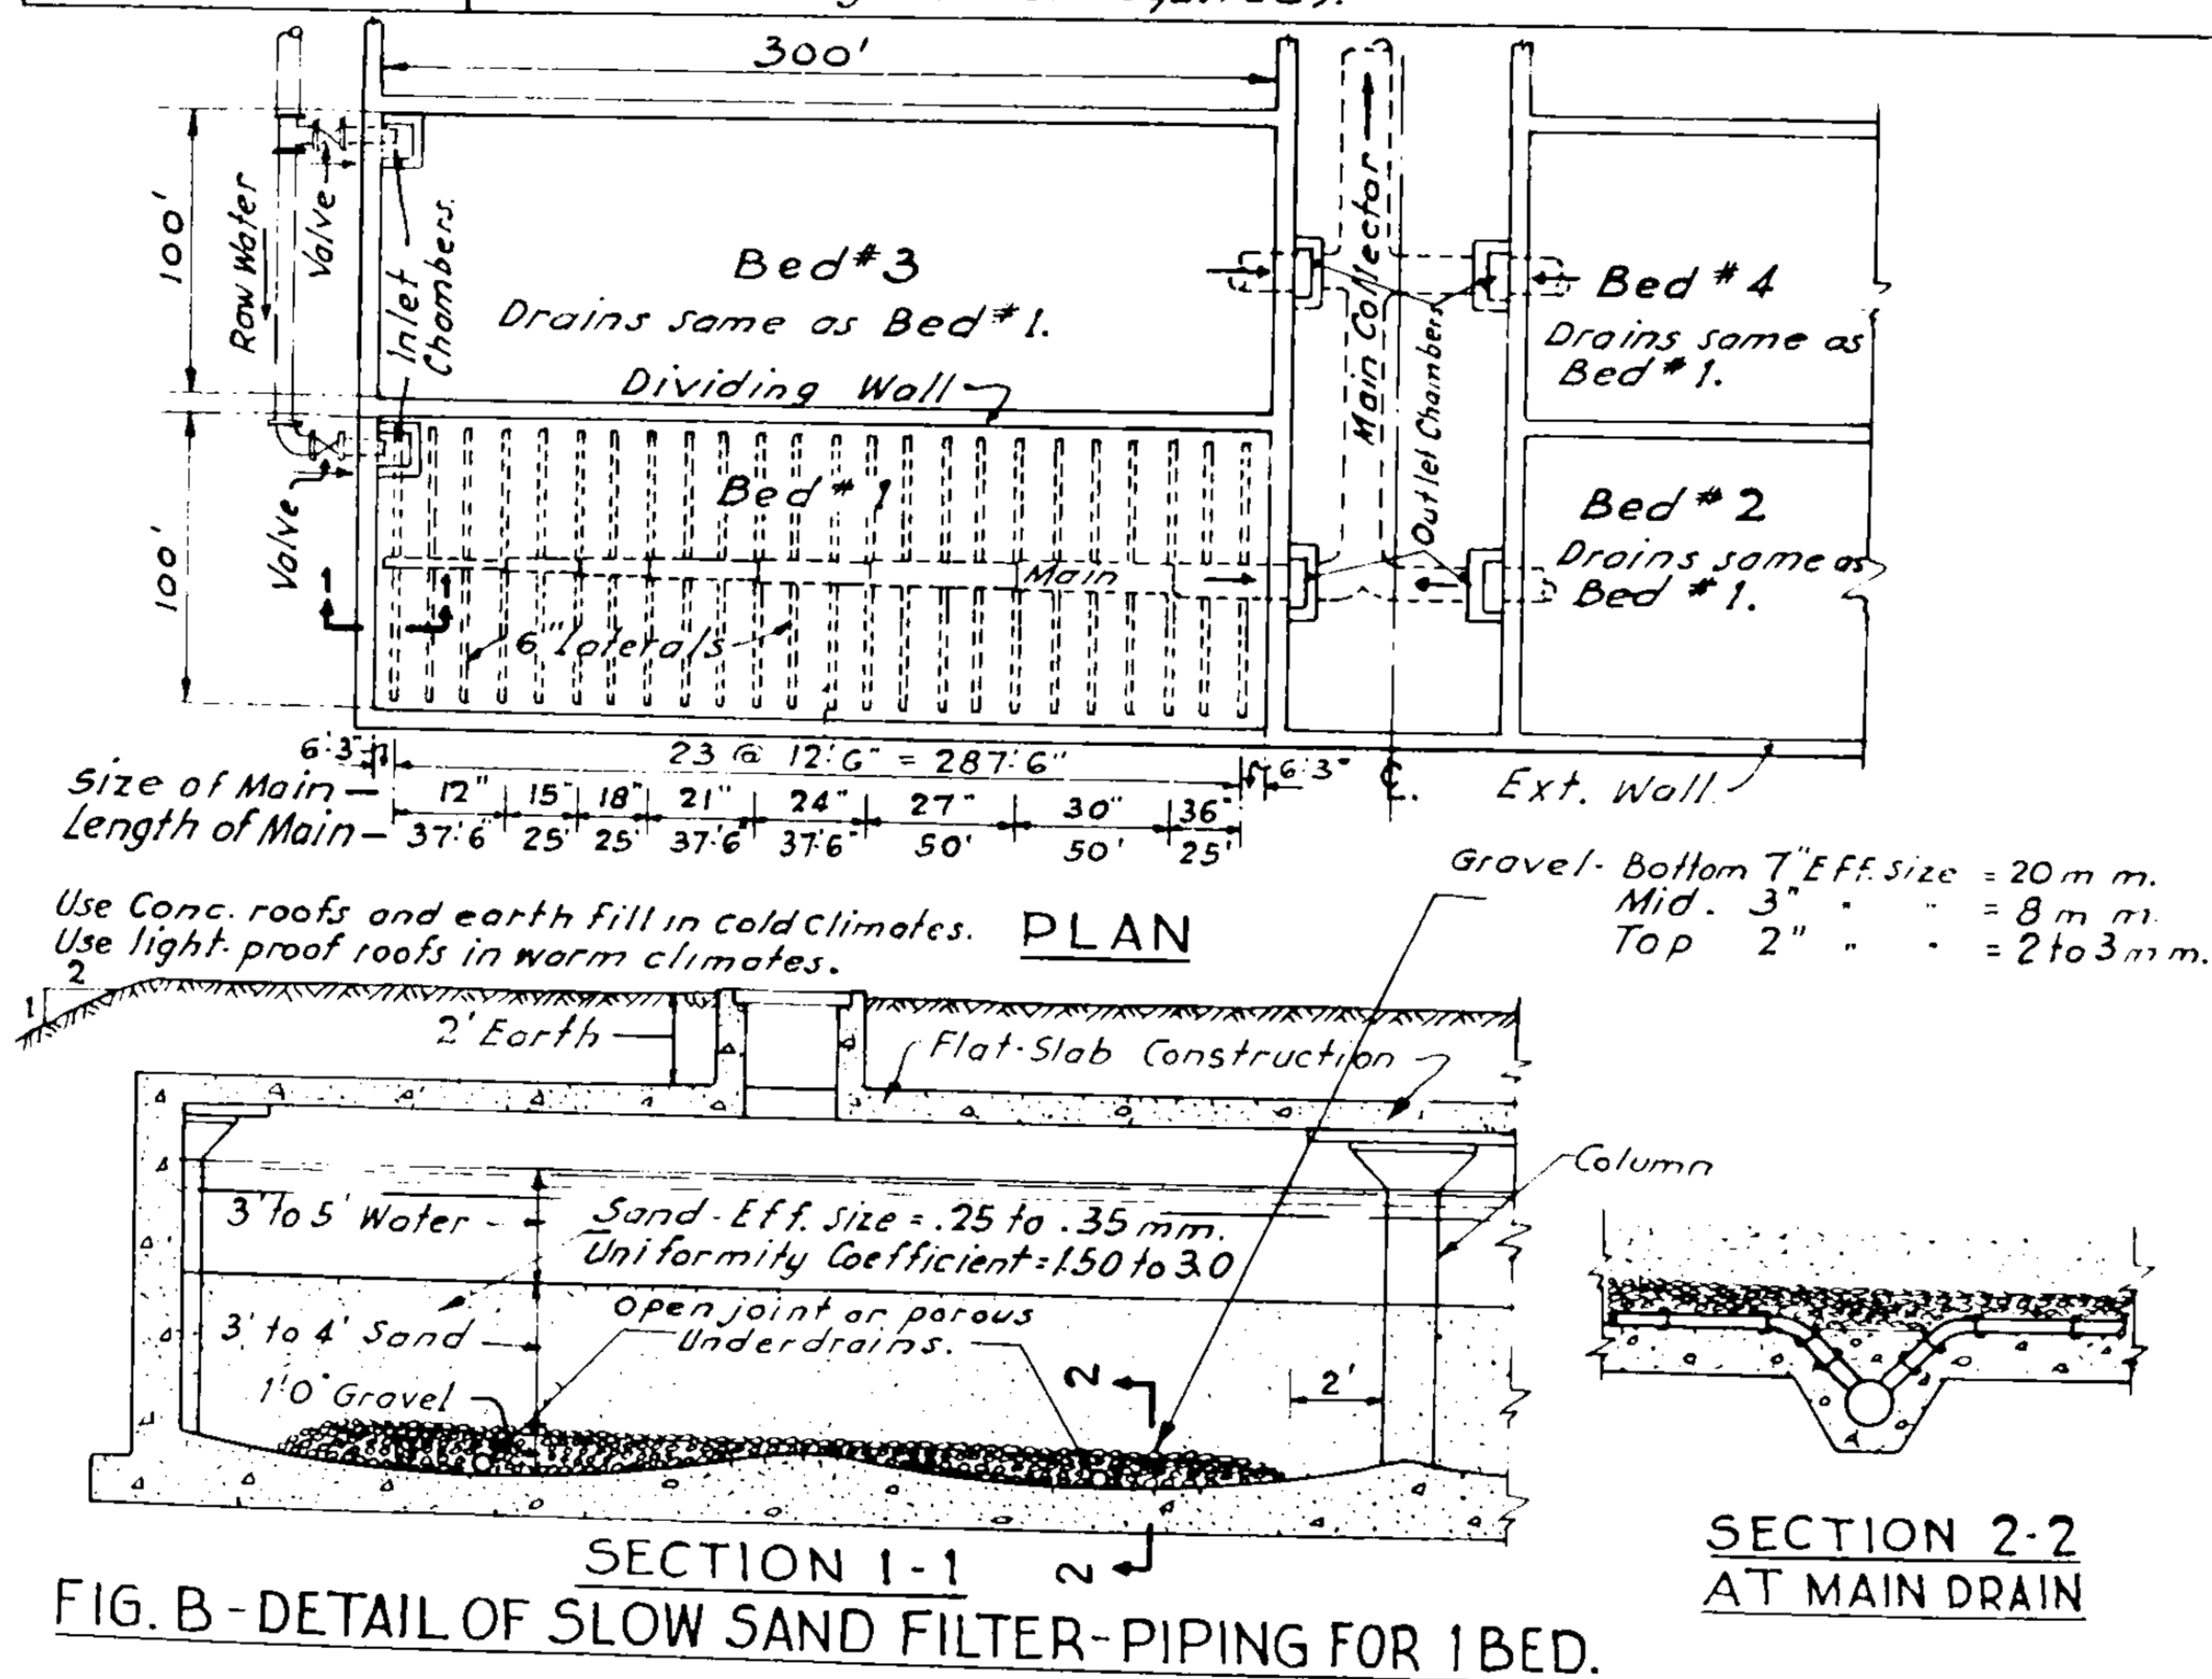 300'
100'
Raw Water
Valve
Inlet
Chambers.
Bed #3
Drains same as Bed #1.
Dividing Wall
Main Collector
Outlet Chambers
Bed #4
Drains same as
Bed #1.
100'
Valve
Bed #1
Main
6" laterals
Bed #2
Drains same as
Bed #1.
6'-3"
23 @ 12'-6" = 287'-6"
6'-3"
℄.
Ext. Wall
Size of Main — 12" 15" 18" 21" 24" 27" 30" 36"
Length of Main — 37'-6" 25' 25' 37'-6" 37'-6" 50' 50' 25'
Gravel - Bottom 7" Eff. size = 20 m m.
Mid. 3" " " = 8 m m.
Top 2" " " = 2 to 3 m m.
Use Conc. roofs and earth fill in cold climates.
Use light-proof roofs in warm climates.
PLAN
2
1
2' Earth
Flat-Slab Construction
Column
3' to 5' Water
Sand - Eff. size = .25 to .35 mm.
Uniformity Coefficient = 1.50 to 3.0
3' to 4' Sand
Open joint or porous
Underdrains.
1'-0" Gravel
2
2'
2
SECTION 1-1
SECTION 2-2
AT MAIN DRAIN
FIG. B - DETAIL OF SLOW SAND FILTER - PIPING FOR 1 BED.